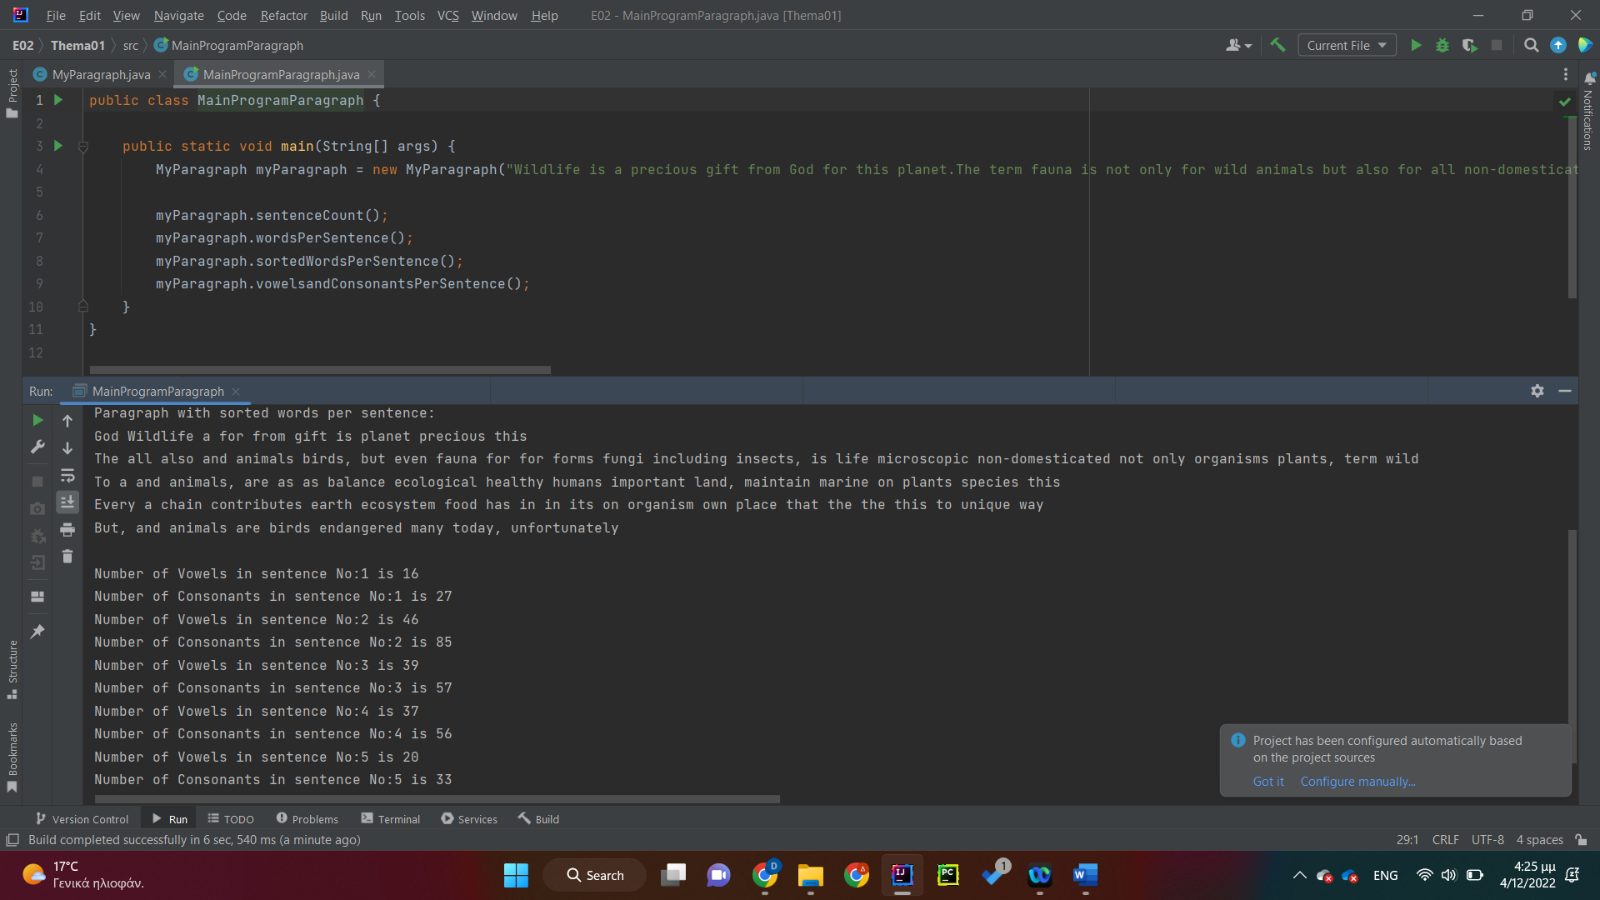 File Edit View Navigate Code Refactor Build Run Tools VCS Window Help E02 - MainProgramParagraph.java [Thema01]
E02 Thema01 src MainProgramParagraph
Current File
MyParagraph.java MainProgramParagraph.java
Project
Notifications
1 public class MainProgramParagraph {
2
3 public static void main(String[] args) {
4 MyParagraph myParagraph = new MyParagraph("Wildlife is a precious gift from God for this planet.The term fauna is not only for wild animals but also for all non-domesticat
5
6 myParagraph.sentenceCount();
7 myParagraph.wordsPerSentence();
8 myParagraph.sortedWordsPerSentence();
9 myParagraph.vowelsandConsonantsPerSentence();
10 }
11 }
12
Run: MainProgramParagraph
Paragraph with sorted words per sentence:
God Wildlife a for from gift is planet precious this
The all also and animals birds, but even fauna for for forms fungi including insects, is life microscopic non-domesticated not only organisms plants, term wild
To a and animals, are as as balance ecological healthy humans important land, maintain marine on plants species this
Every a chain contributes earth ecosystem food has in in its on organism own place that the the this to unique way
But, and animals are birds endangered many today, unfortunately
Number of Vowels in sentence No:1 is 16
Number of Consonants in sentence No:1 is 27
Number of Vowels in sentence No:2 is 46
Number of Consonants in sentence No:2 is 85
Number of Vowels in sentence No:3 is 39
Number of Consonants in sentence No:3 is 57
Number of Vowels in sentence No:4 is 37
Number of Consonants in sentence No:4 is 56
Number of Vowels in sentence No:5 is 20
Number of Consonants in sentence No:5 is 33
Structure
Bookmarks
Project has been configured automatically based
on the project sources
Got it Configure manually...
Version Control Run TODO Problems Terminal Services Build
Build completed successfully in 6 sec, 540 ms (a minute ago) 29:1 CRLF UTF-8 4 spaces
17°C
Γενικά ηλιοφάν.
Search
D
IJ
PC
1
W
ENG
4:25 μμ
4/12/2022